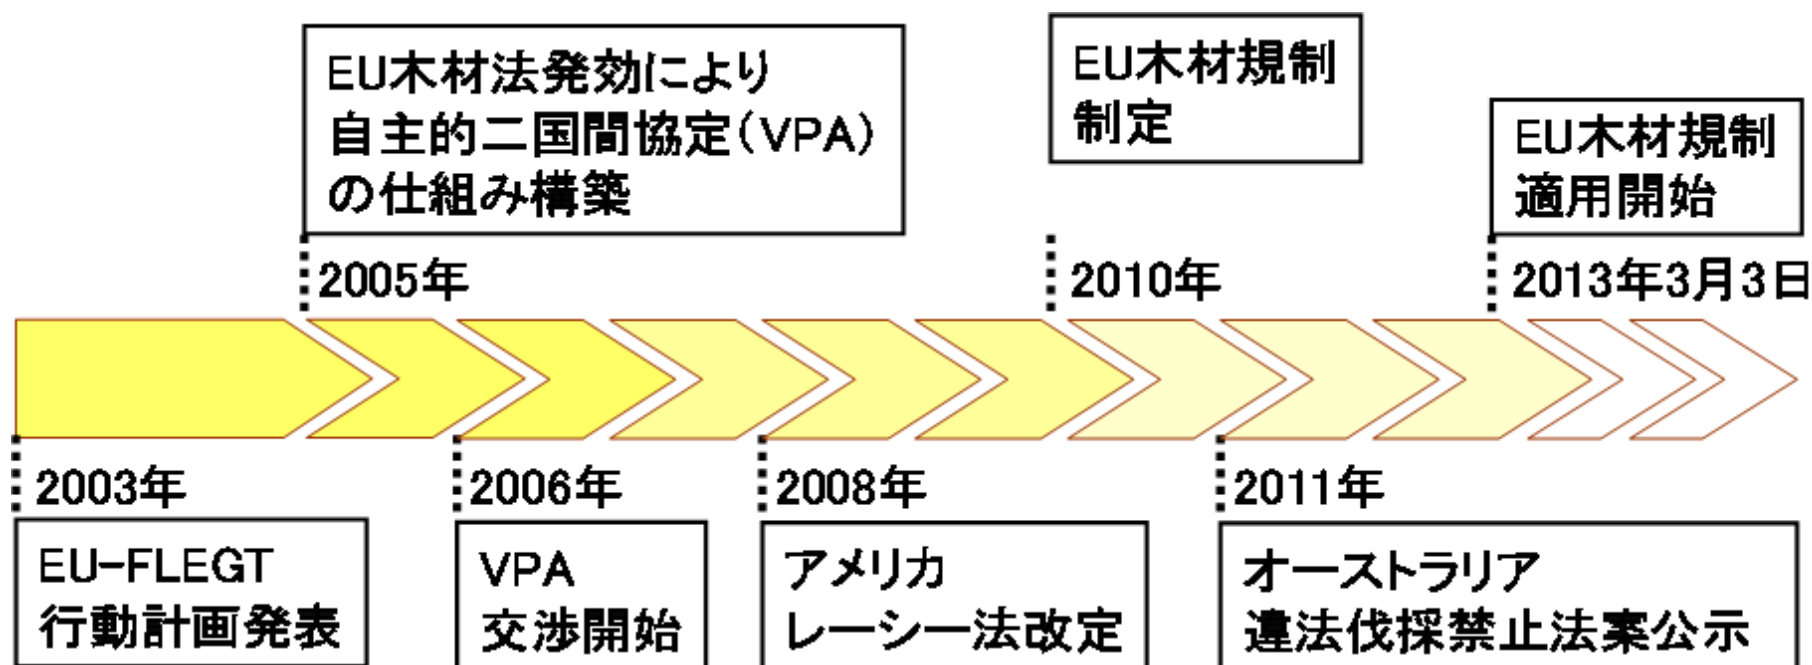 EU木材法発効により
自主的二国間協定(VPA)
の仕組み構築
EU木材規制
制定
EU木材規制
適用開始
2005年
2010年
2013年3月3日
2003年
2006年
2008年
2011年
EU-FLEGT
行動計画発表
VPA
交渉開始
アメリカ
レーシー法改定
オーストラリア
違法伐採禁止法案公示